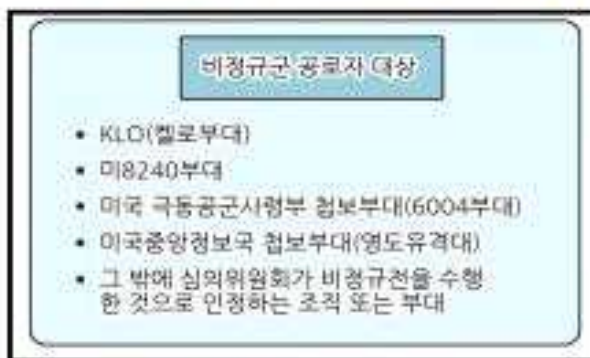 비정규군 공로자 대상
• KLO(켈로부대)
• 미8240부대
• 미국 극동공군사령부 첩보부대(6004부대)
• 미국중앙정보국 첩보부대(영도유격대)
• 그 밖에 심의위원회가 비정규전을 수행
한 것으로 인정하는 조직 또는 부대